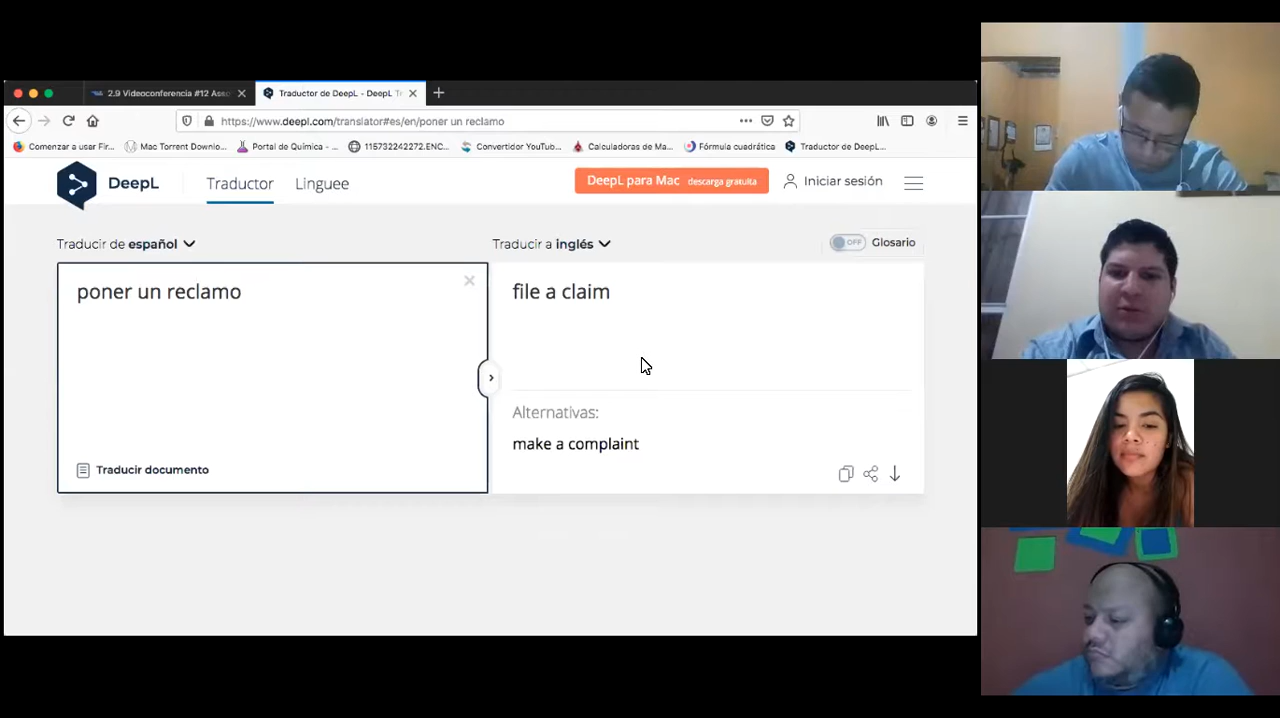 2.9 Videoconferencia #12 Aso
Traductor de DeepL - DeepL T
https://www.deepl.com/translator#es/en/poner un reclamo
Comenzar a usar Fir...
Mac Torrent Downlo...
Portal de Química - ...
115732242272.ENC...
Convertidor YouTub...
Calculadoras de Ma...
Fórmula cuadrática
Traductor de DeepL...
DeepL
Traductor
Linguee
DeepL para Mac descarga gratuita
Iniciar sesión
Traducir de español
Traducir a inglés
OFF Glosario
poner un reclamo
file a claim
Alternativas:
make a complaint
Traducir documento